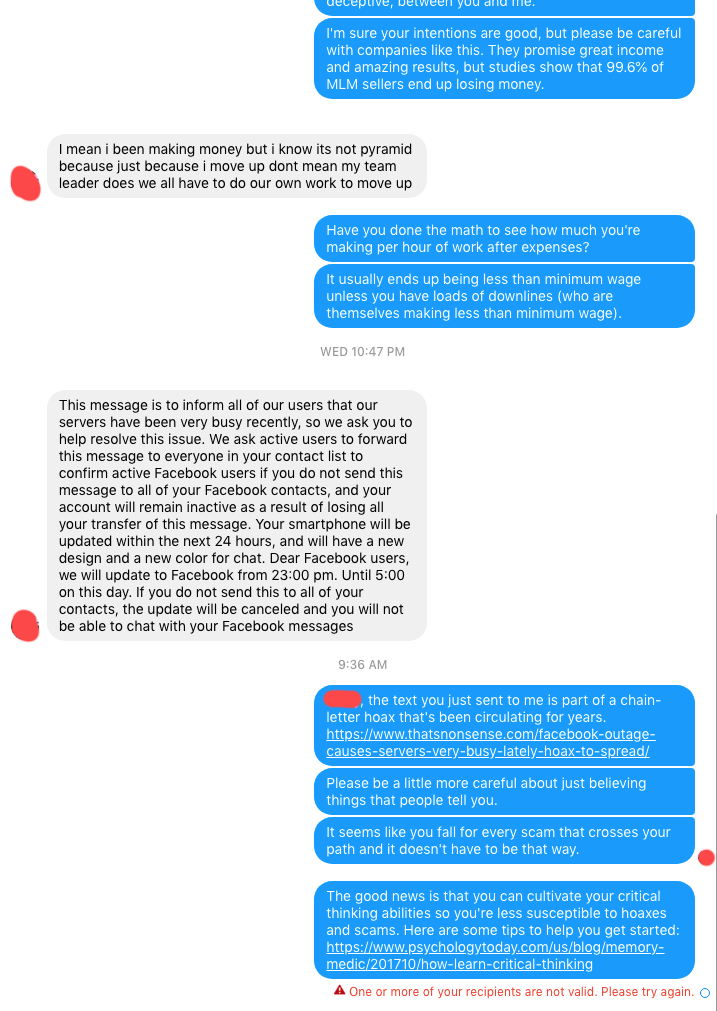 deceptive, between you and me.
I'm sure your intentions are good, but please be careful
with companies like this. They promise great income
and amazing results, but studies show that 99.6% of
MLM sellers end up losing money.
I mean i been making money but i know its not pyramid
because just because i move up dont mean my team
leader does we all have to do our own work to move up
Have you done the math to see how much you're
making per hour of work after expenses?
It usually ends up being less than minimum wage
unless you have loads of downlines (who are
themselves making less than minimum wage).
WED 10:47 PM
This message is to inform all of our users that our
servers have been very busy recently, so we ask you to
help resolve this issue. We ask active users to forward
this message to everyone in your contact list to
confirm active Facebook users if you do not send this
message to all of your Facebook contacts, and your
account will remain inactive as a result of losing all
your transfer of this message. Your smartphone will be
updated within the next 24 hours, and will have a new
design and a new color for chat. Dear Facebook users,
we will update to Facebook from 23:00 pm. Until 5:00
on this day. If you do not send this to all of your
contacts, the update will be canceled and you will not
be able to chat with your Facebook messages
9:36 AM
, the text you just sent to me is part of a chain-
letter hoax that's been circulating for years.
https://www.thatsnonsense.com/facebook-outage-
causes-servers-very-busy-lately-hoax-to-spread/
Please be a little more careful about just believing
things that people tell you.
It seems like you fall for every scam that crosses your
path and it doesn't have to be that way.
The good news is that you can cultivate your critical
thinking abilities so you're less susceptible to hoaxes
and scams. Here are some tips to help you get started:
https://www.psychologytoday.com/us/blog/memory-
medic/201710/how-learn-critical-thinking
One or more of your recipients are not valid. Please try again.